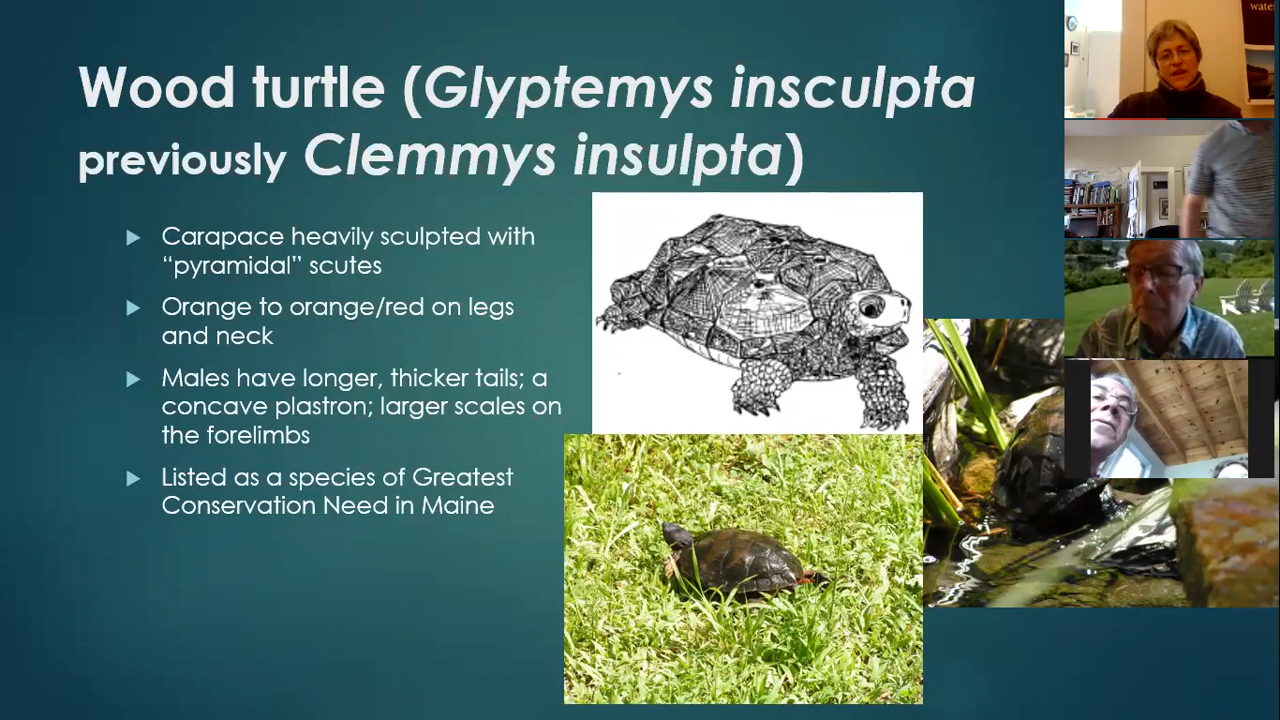 Wood turtle (Glyptemys insculpta
previously Clemmys insulpta)
Carapace heavily sculpted with
“pyramidal” scutes
Orange to orange/red on legs
and neck
Males have longer, thicker tails; a
concave plastron; larger scales on
the forelimbs
Listed as a species of Greatest
Conservation Need in Maine